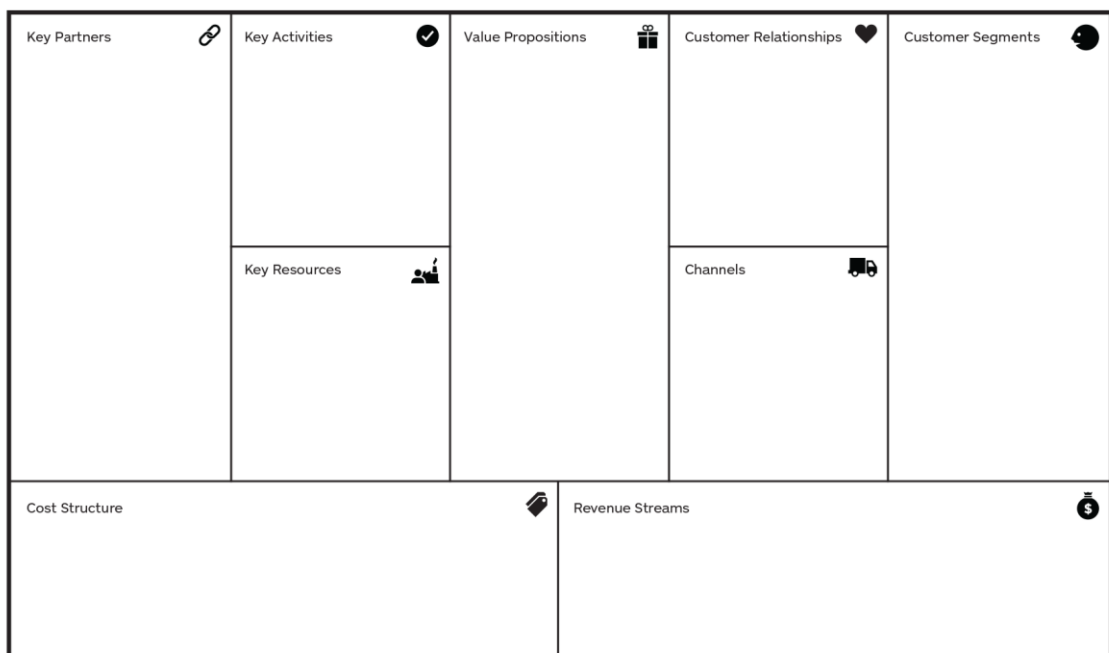 Key Partners
Key Activities
Value Propositions
Customer Relationships
Customer Segments
Key Resources
Channels
Cost Structure
Revenue Streams
$